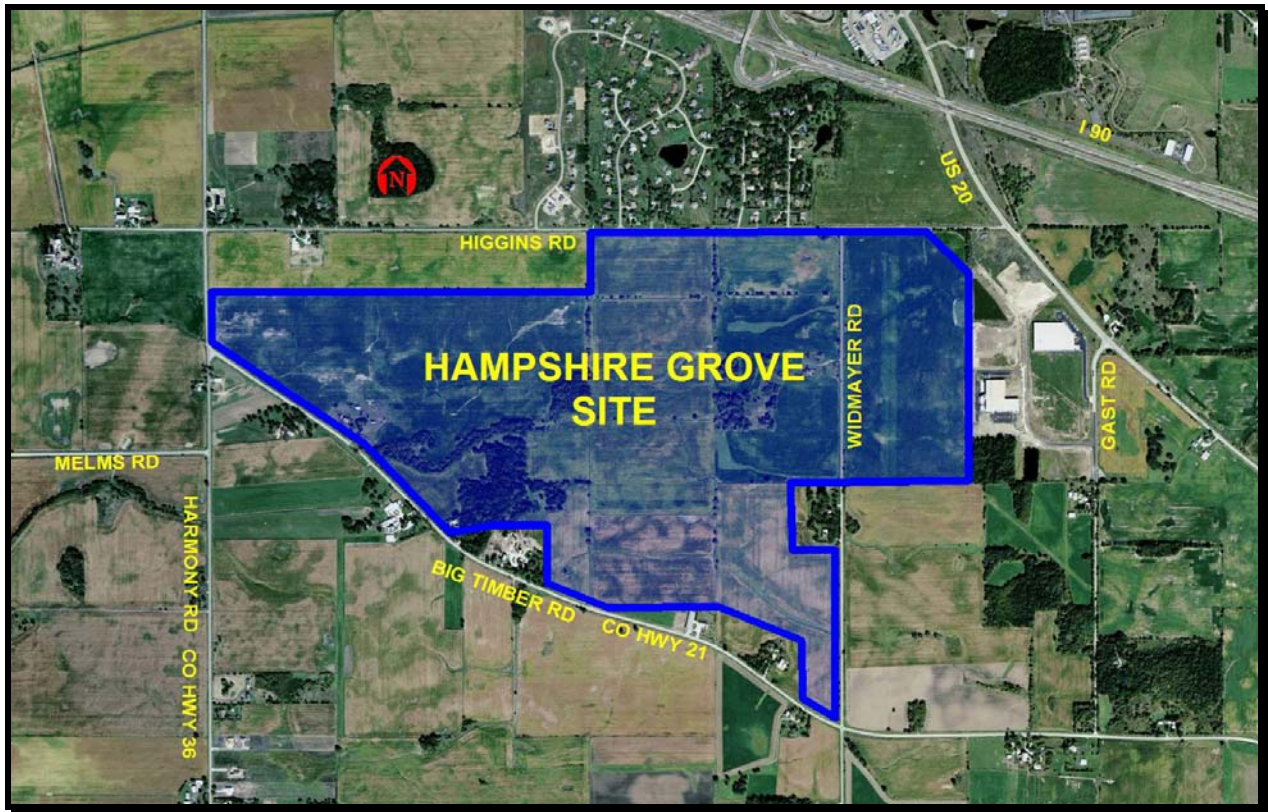 I 90
US 20
N
HIGGINS RD
HAMPSHIRE GROVE
SITE
WIDMAYER RD
GAST RD
MELMS RD
HARMONY RD CO HWY 36
BIG TIMBER RD CO HWY 21